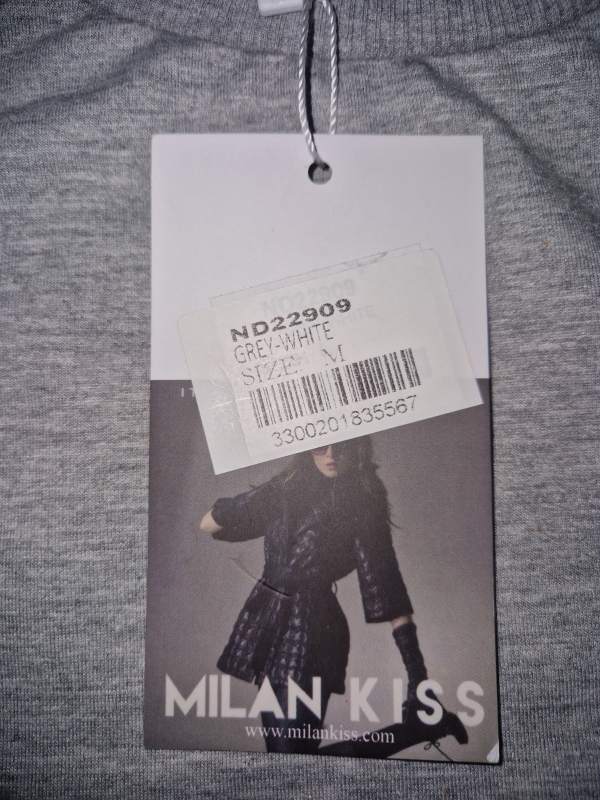 ND22909
GREY-WHITE
SIZE: M
3300201835567
MILAN KISS
www.milankiss.com